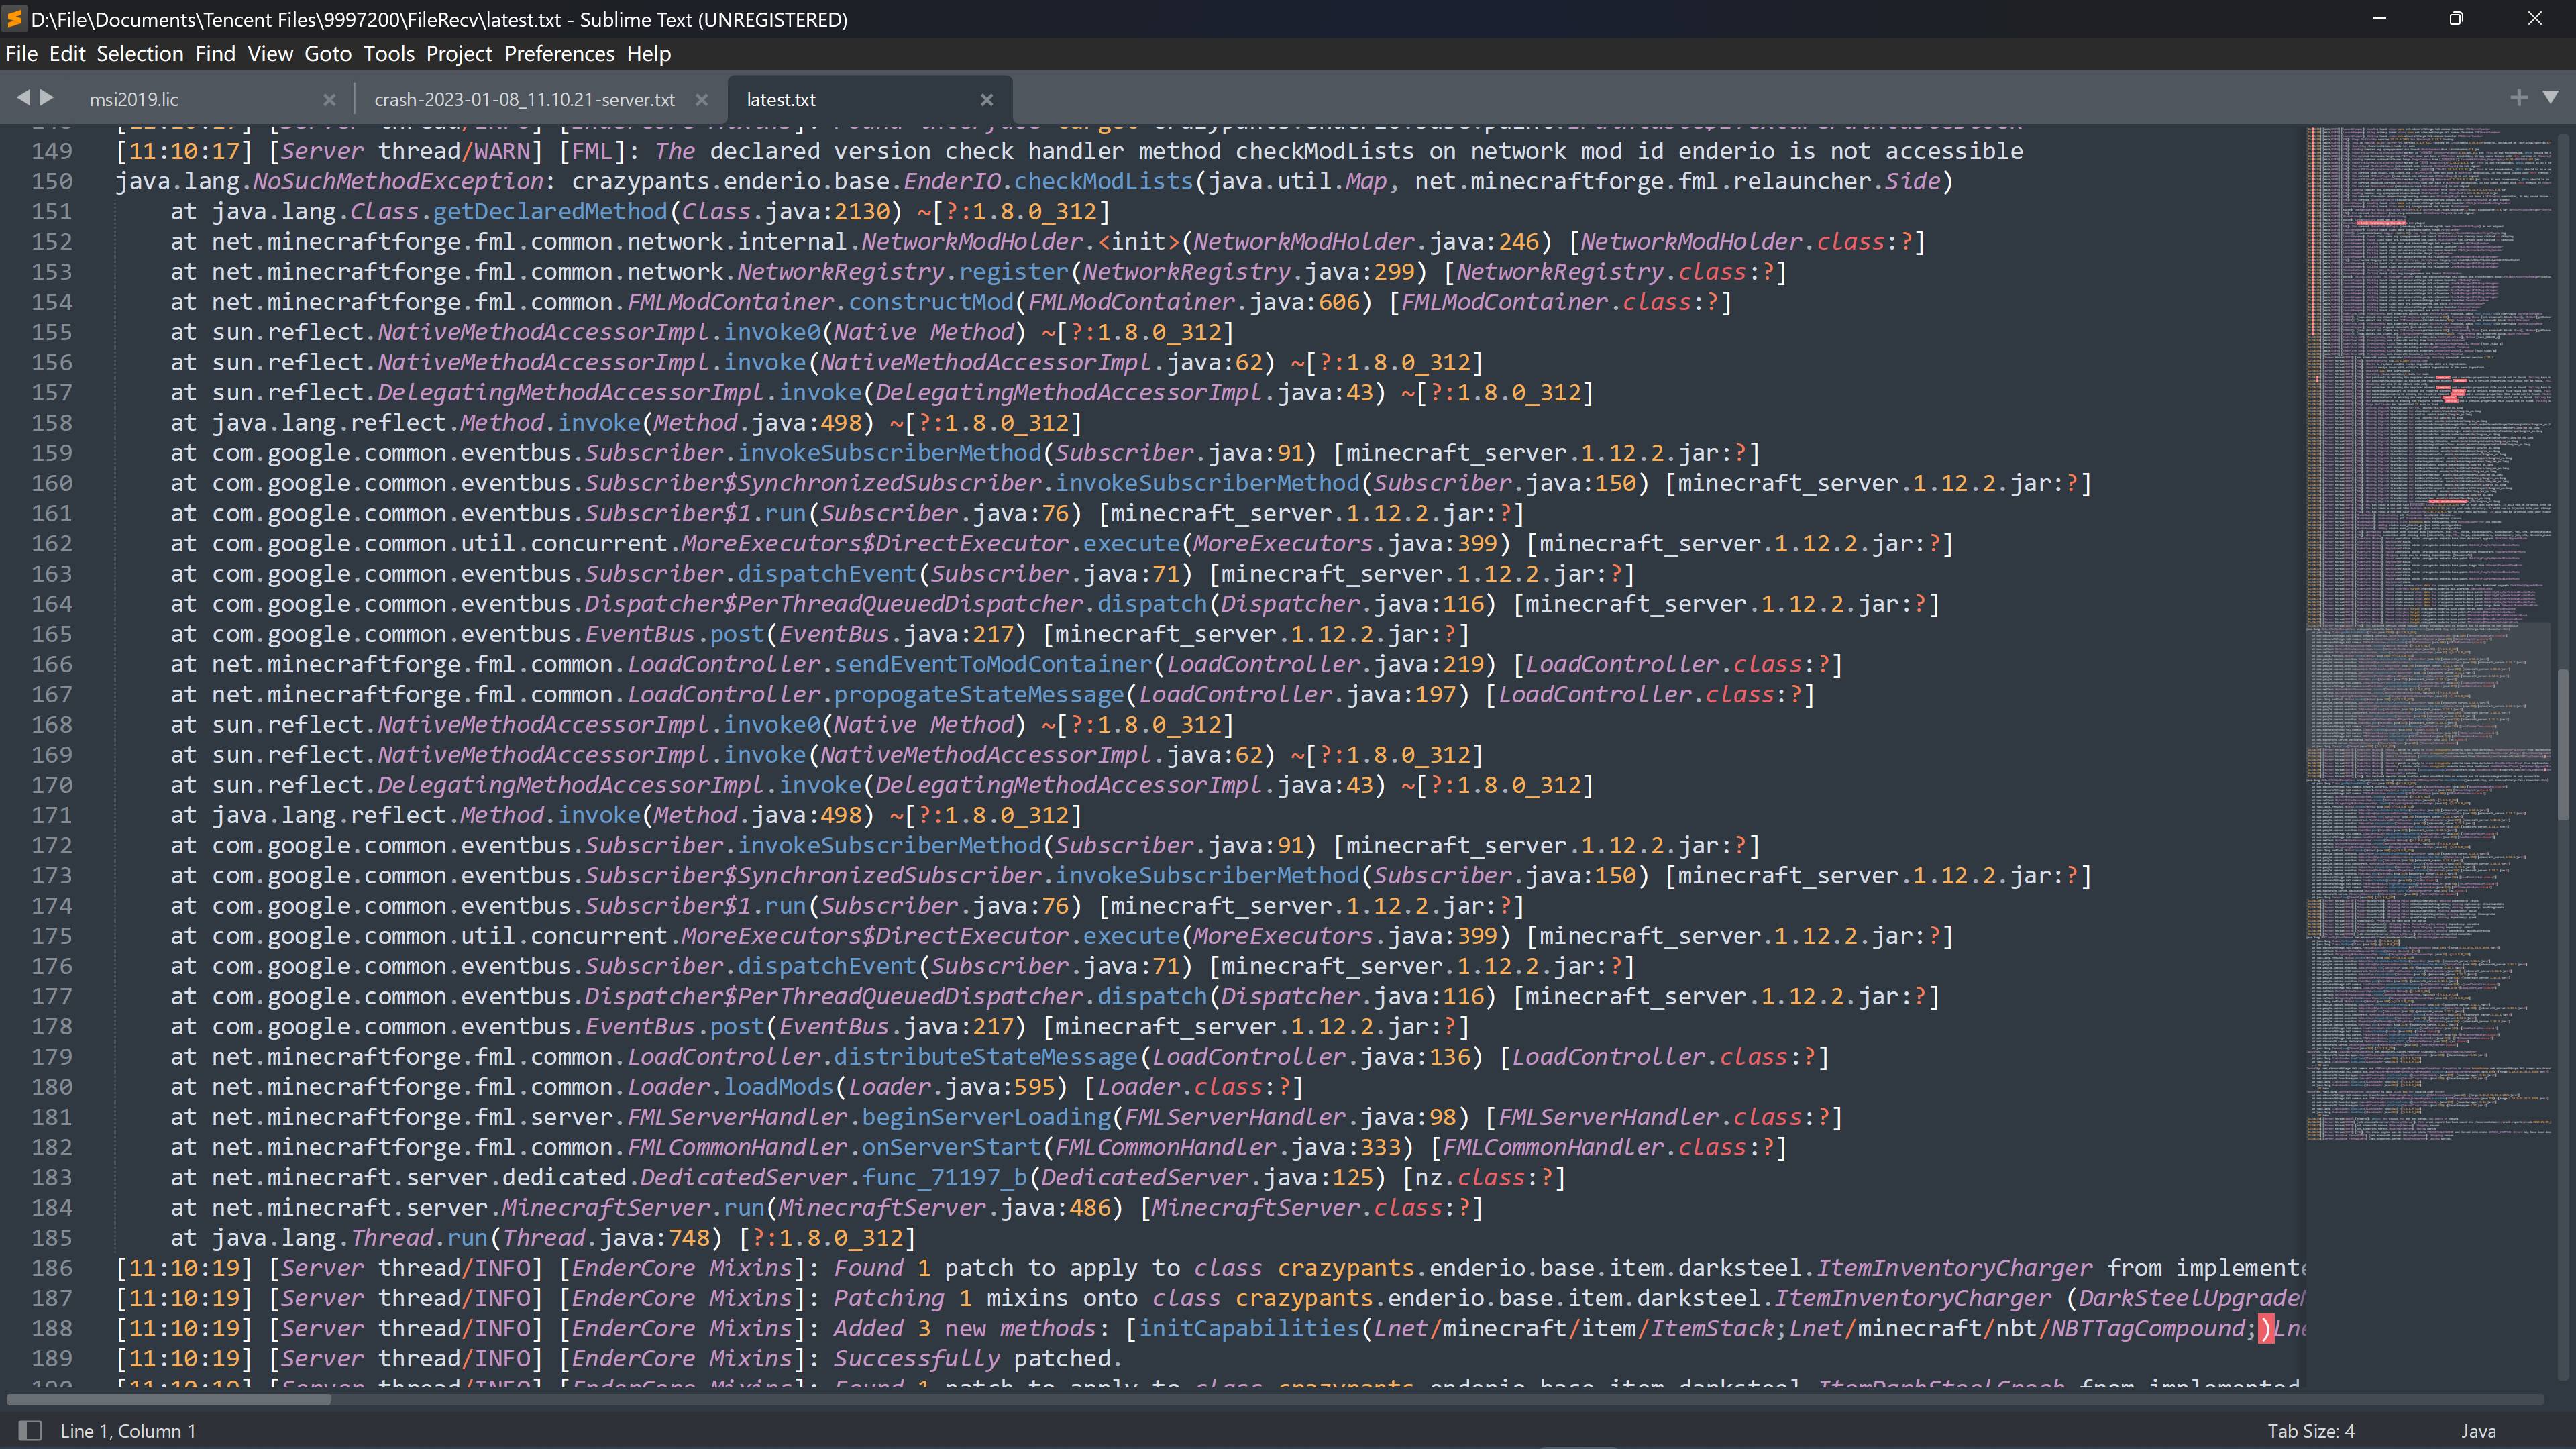 D:\File\Documents\Tencent Files\9997200\FileRecv\latest.txt - Sublime Text (UNREGISTERED)
File Edit Selection Find View Goto Tools Project Preferences Help
msi2019.lic
crash-2023-01-08_11.10.21-server.txt
latest.txt
149 [11:10:17] [Server thread/WARN] [FML]: The declared version check handler method checkModLists on network mod id enderio is not accessible
150 java.lang.NoSuchMethodException: crazypants.enderio.base.EnderIO.checkModLists(java.util.Map, net.minecraftforge.fml.relauncher.Side)
151 at java.lang.Class.getDeclaredMethod(Class.java:2130) ~[?:1.8.0_312]
152 at net.minecraftforge.fml.common.network.internal.NetworkModHolder.<init>(NetworkModHolder.java:246) [NetworkModHolder.class:?]
153 at net.minecraftforge.fml.common.network.NetworkRegistry.register(NetworkRegistry.java:299) [NetworkRegistry.class:?]
154 at net.minecraftforge.fml.common.FMLModContainer.constructMod(FMLModContainer.java:606) [FMLModContainer.class:?]
155 at sun.reflect.NativeMethodAccessorImpl.invoke0(Native Method) ~[?:1.8.0_312]
156 at sun.reflect.NativeMethodAccessorImpl.invoke(NativeMethodAccessorImpl.java:62) ~[?:1.8.0_312]
157 at sun.reflect.DelegatingMethodAccessorImpl.invoke(DelegatingMethodAccessorImpl.java:43) ~[?:1.8.0_312]
158 at java.lang.reflect.Method.invoke(Method.java:498) ~[?:1.8.0_312]
159 at com.google.common.eventbus.Subscriber.invokeSubscriberMethod(Subscriber.java:91) [minecraft_server.1.12.2.jar:?]
160 at com.google.common.eventbus.Subscriber$SynchronizedSubscriber.invokeSubscriberMethod(Subscriber.java:150) [minecraft_server.1.12.2.jar:?]
161 at com.google.common.eventbus.Subscriber$1.run(Subscriber.java:76) [minecraft_server.1.12.2.jar:?]
162 at com.google.common.util.concurrent.MoreExecutors$DirectExecutor.execute(MoreExecutors.java:399) [minecraft_server.1.12.2.jar:?]
163 at com.google.common.eventbus.Subscriber.dispatchEvent(Subscriber.java:71) [minecraft_server.1.12.2.jar:?]
164 at com.google.common.eventbus.Dispatcher$PerThreadQueuedDispatcher.dispatch(Dispatcher.java:116) [minecraft_server.1.12.2.jar:?]
165 at com.google.common.eventbus.EventBus.post(EventBus.java:217) [minecraft_server.1.12.2.jar:?]
166 at net.minecraftforge.fml.common.LoadController.sendEventToModContainer(LoadController.java:219) [LoadController.class:?]
167 at net.minecraftforge.fml.common.LoadController.propogateStateMessage(LoadController.java:197) [LoadController.class:?]
168 at sun.reflect.NativeMethodAccessorImpl.invoke0(Native Method) ~[?:1.8.0_312]
169 at sun.reflect.NativeMethodAccessorImpl.invoke(NativeMethodAccessorImpl.java:62) ~[?:1.8.0_312]
170 at sun.reflect.DelegatingMethodAccessorImpl.invoke(DelegatingMethodAccessorImpl.java:43) ~[?:1.8.0_312]
171 at java.lang.reflect.Method.invoke(Method.java:498) ~[?:1.8.0_312]
172 at com.google.common.eventbus.Subscriber.invokeSubscriberMethod(Subscriber.java:91) [minecraft_server.1.12.2.jar:?]
173 at com.google.common.eventbus.Subscriber$SynchronizedSubscriber.invokeSubscriberMethod(Subscriber.java:150) [minecraft_server.1.12.2.jar:?]
174 at com.google.common.eventbus.Subscriber$1.run(Subscriber.java:76) [minecraft_server.1.12.2.jar:?]
175 at com.google.common.util.concurrent.MoreExecutors$DirectExecutor.execute(MoreExecutors.java:399) [minecraft_server.1.12.2.jar:?]
176 at com.google.common.eventbus.Subscriber.dispatchEvent(Subscriber.java:71) [minecraft_server.1.12.2.jar:?]
177 at com.google.common.eventbus.Dispatcher$PerThreadQueuedDispatcher.dispatch(Dispatcher.java:116) [minecraft_server.1.12.2.jar:?]
178 at com.google.common.eventbus.EventBus.post(EventBus.java:217) [minecraft_server.1.12.2.jar:?]
179 at net.minecraftforge.fml.common.LoadController.distributeStateMessage(LoadController.java:136) [LoadController.class:?]
180 at net.minecraftforge.fml.common.Loader.loadMods(Loader.java:595) [Loader.class:?]
181 at net.minecraftforge.fml.server.FMLServerHandler.beginServerLoading(FMLServerHandler.java:98) [FMLServerHandler.class:?]
182 at net.minecraftforge.fml.common.FMLCommonHandler.onServerStart(FMLCommonHandler.java:333) [FMLCommonHandler.class:?]
183 at net.minecraft.server.dedicated.DedicatedServer.func_71197_b(DedicatedServer.java:125) [nz.class:?]
184 at net.minecraft.server.MinecraftServer.run(MinecraftServer.java:486) [MinecraftServer.class:?]
185 at java.lang.Thread.run(Thread.java:748) [?:1.8.0_312]
186 [11:10:19] [Server thread/INFO] [EnderCore Mixins]: Found 1 patch to apply to class crazypants.enderio.base.item.darksteel.ItemInventoryCharger from implemente
187 [11:10:19] [Server thread/INFO] [EnderCore Mixins]: Patching 1 mixins onto class crazypants.enderio.base.item.darksteel.ItemInventoryCharger (DarkSteelUpgrade
188 [11:10:19] [Server thread/INFO] [EnderCore Mixins]: Added 3 new methods: [initCapabilities(Lnet/minecraft/item/ItemStack;Lnet/minecraft/nbt/NBTTagCompound;)Lne
189 [11:10:19] [Server thread/INFO] [EnderCore Mixins]: Successfully patched.
Line 1, Column 1
Tab Size: 4
Java